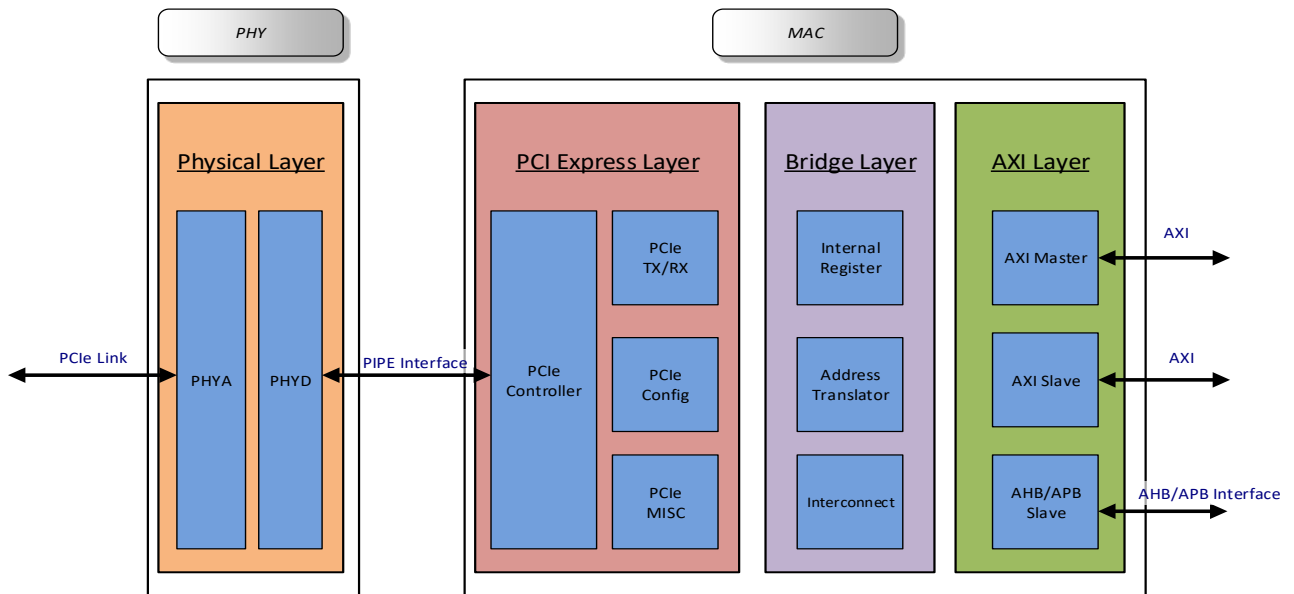 PHY
MAC
Physical Layer
PHYA
PHYD
PCIe Link
PIPE Interface
PCI Express Layer
PCIe
Controller
PCIe
TX/RX
PCIe
Config
PCIe
MISC
Bridge Layer
Internal
Register
Address
Translator
Interconnect
AXI Layer
AXI Master
AXI Slave
AHB/APB
Slave
AXI
AXI
AHB/APB Interface